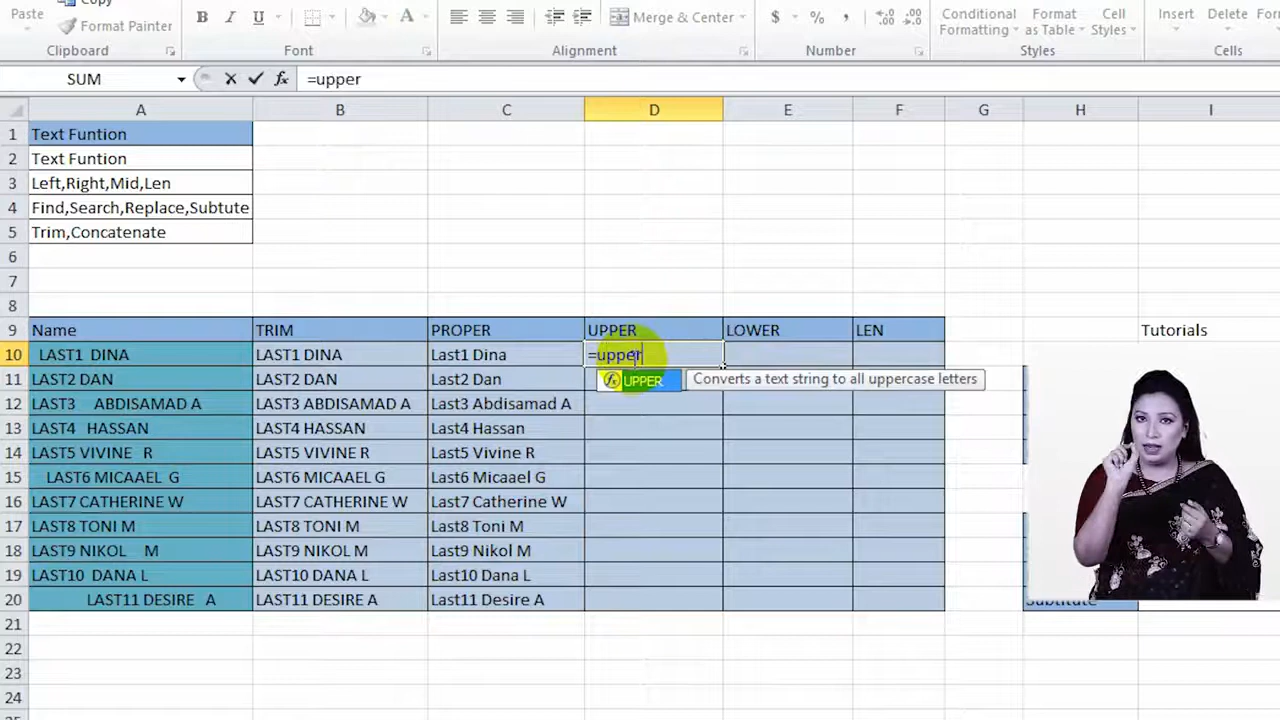 Copy
Paste
Format Painter
B I U
A
Merge & Center
$ % ,
Conditional Formatting
Format as Table
Cell Styles
Insert
Delete
Clipboard
Font
Alignment
Number
Styles
Cells
SUM
fx
=upper
A B C D E F G H I
1 Text Funtion
2 Text Funtion
3 Left,Right,Mid,Len
4 Find,Search,Replace,Subtute
5 Trim,Concatenate
6
7
8
9 Name TRIM PROPER UPPER LOWER LEN Tutorials
10 LAST1 DINA LAST1 DINA Last1 Dina =upper
UPPER Converts a text string to all uppercase letters
11 LAST2 DAN LAST2 DAN Last2 Dan
12 LAST3 ABDISAMAD A LAST3 ABDISAMAD A Last3 Abdisamad A
13 LAST4 HASSAN LAST4 HASSAN Last4 Hassan
14 LAST5 VIVINE R LAST5 VIVINE R Last5 Vivine R
15 LAST6 MICAAEL G LAST6 MICAAEL G Last6 Micaael G
16 LAST7 CATHERINE W LAST7 CATHERINE W Last7 Catherine W
17 LAST8 TONI M LAST8 TONI M Last8 Toni M
18 LAST9 NIKOL M LAST9 NIKOL M Last9 Nikol M
19 LAST10 DANA L LAST10 DANA L Last10 Dana L
20 LAST11 DESIRE A LAST11 DESIRE A Last11 Desire A Subtitute
21
22
23
24